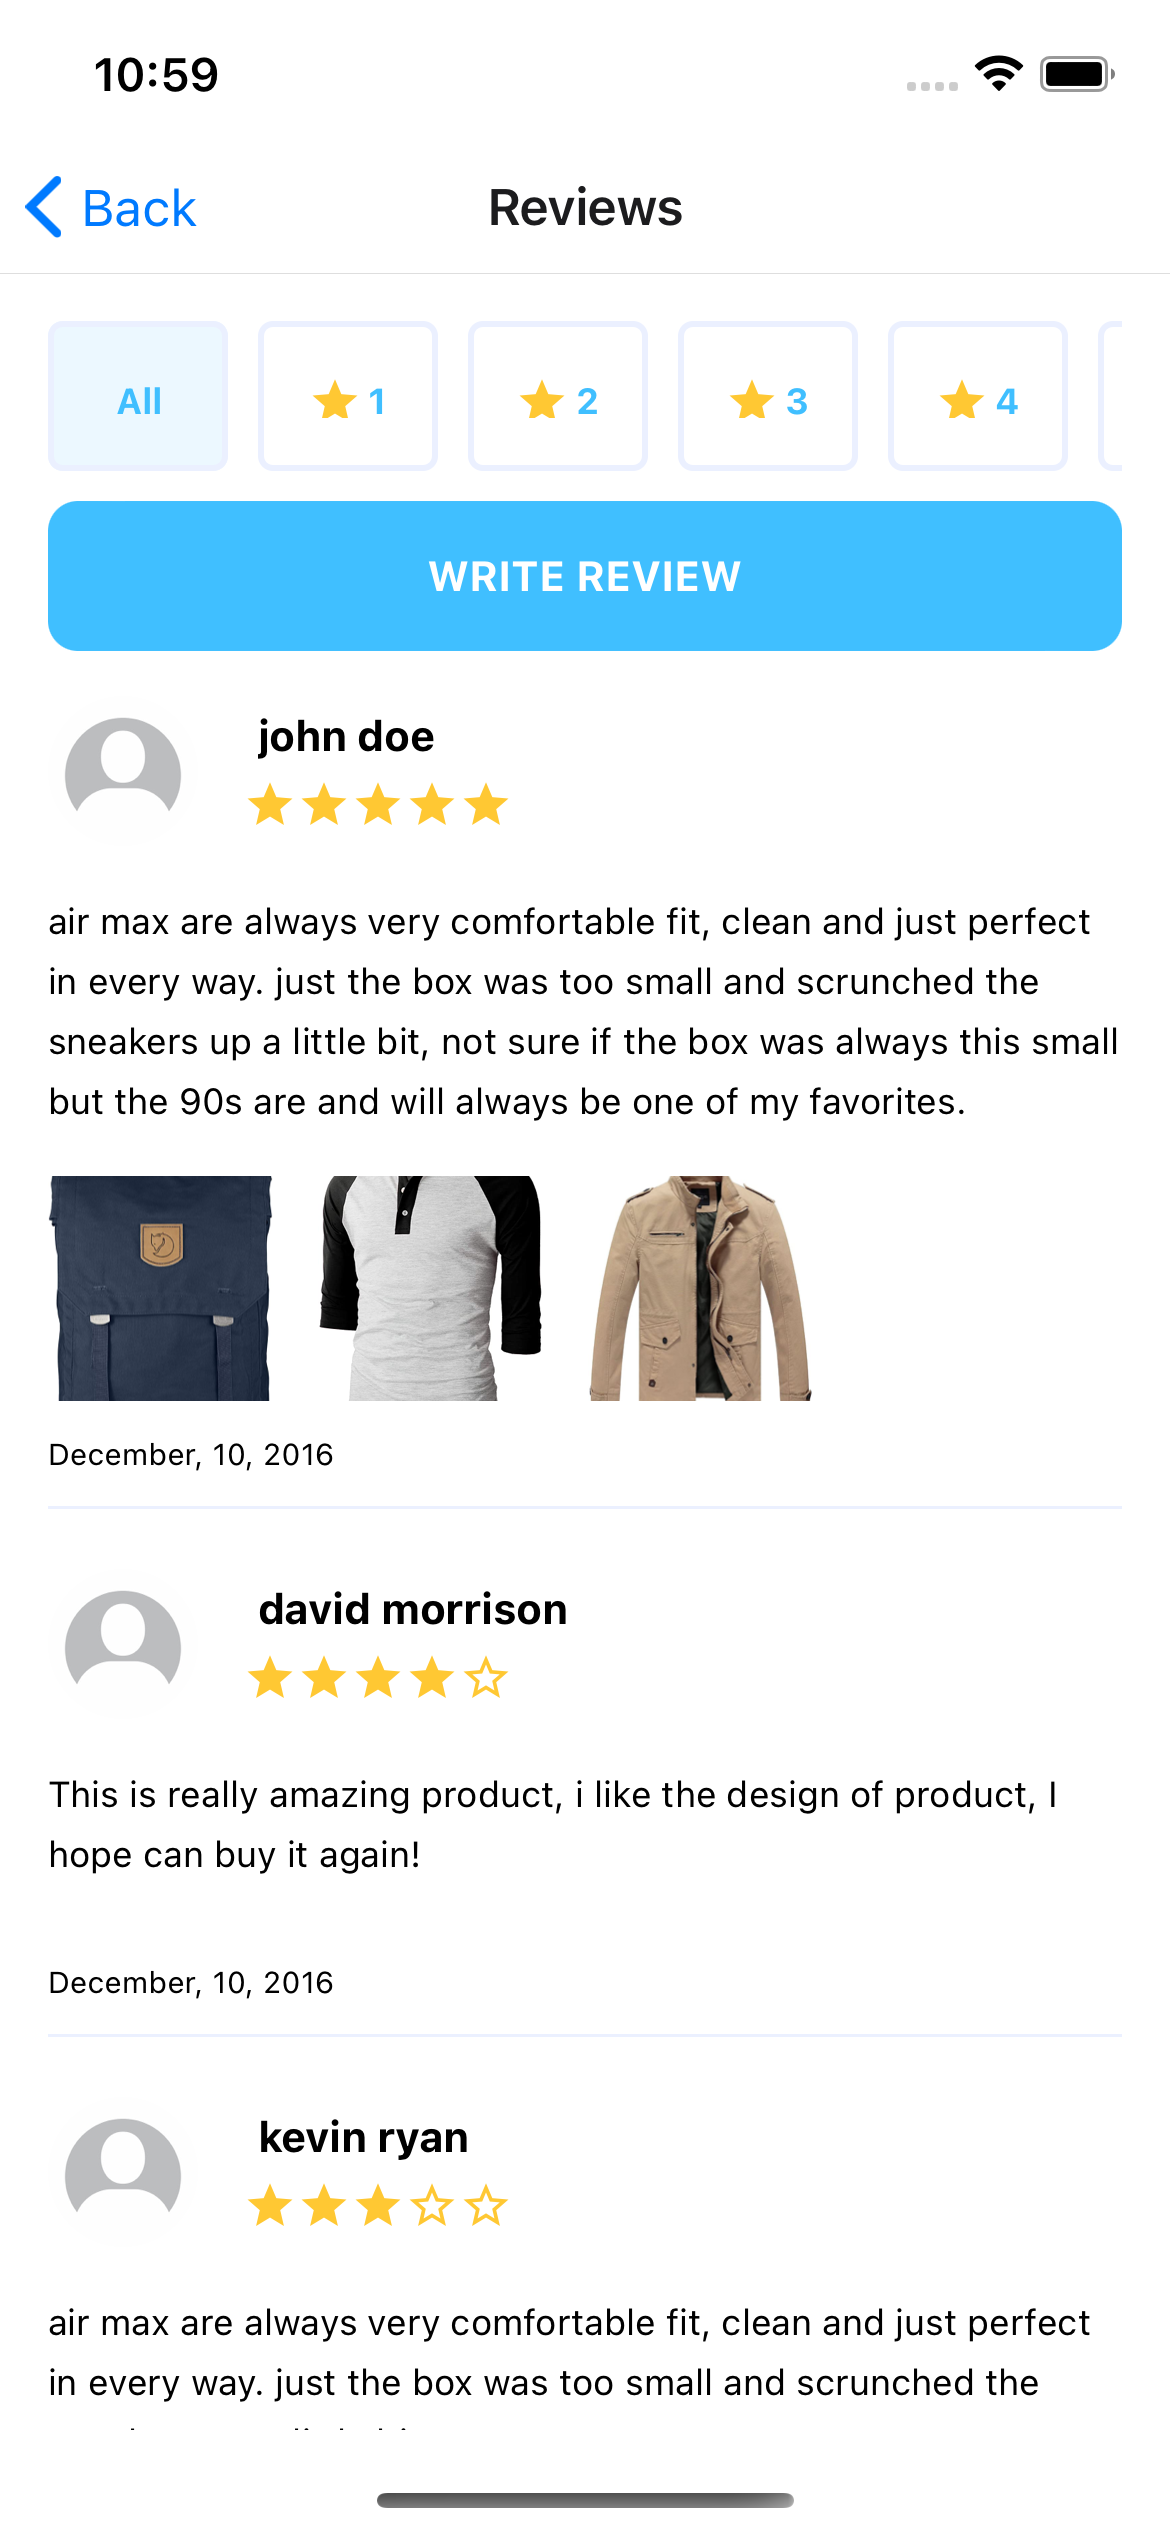 10:59
Back
Reviews
All
1
2
3
4
WRITE REVIEW
john doe
air max are always very comfortable fit, clean and just perfect
in every way. just the box was too small and scrunched the
sneakers up a little bit, not sure if the box was always this small
but the 90s are and will always be one of my favorites.
December, 10, 2016
david morrison
This is really amazing product, i like the design of product, I
hope can buy it again!
December, 10, 2016
kevin ryan
air max are always very comfortable fit, clean and just perfect
in every way. just the box was too small and scrunched the